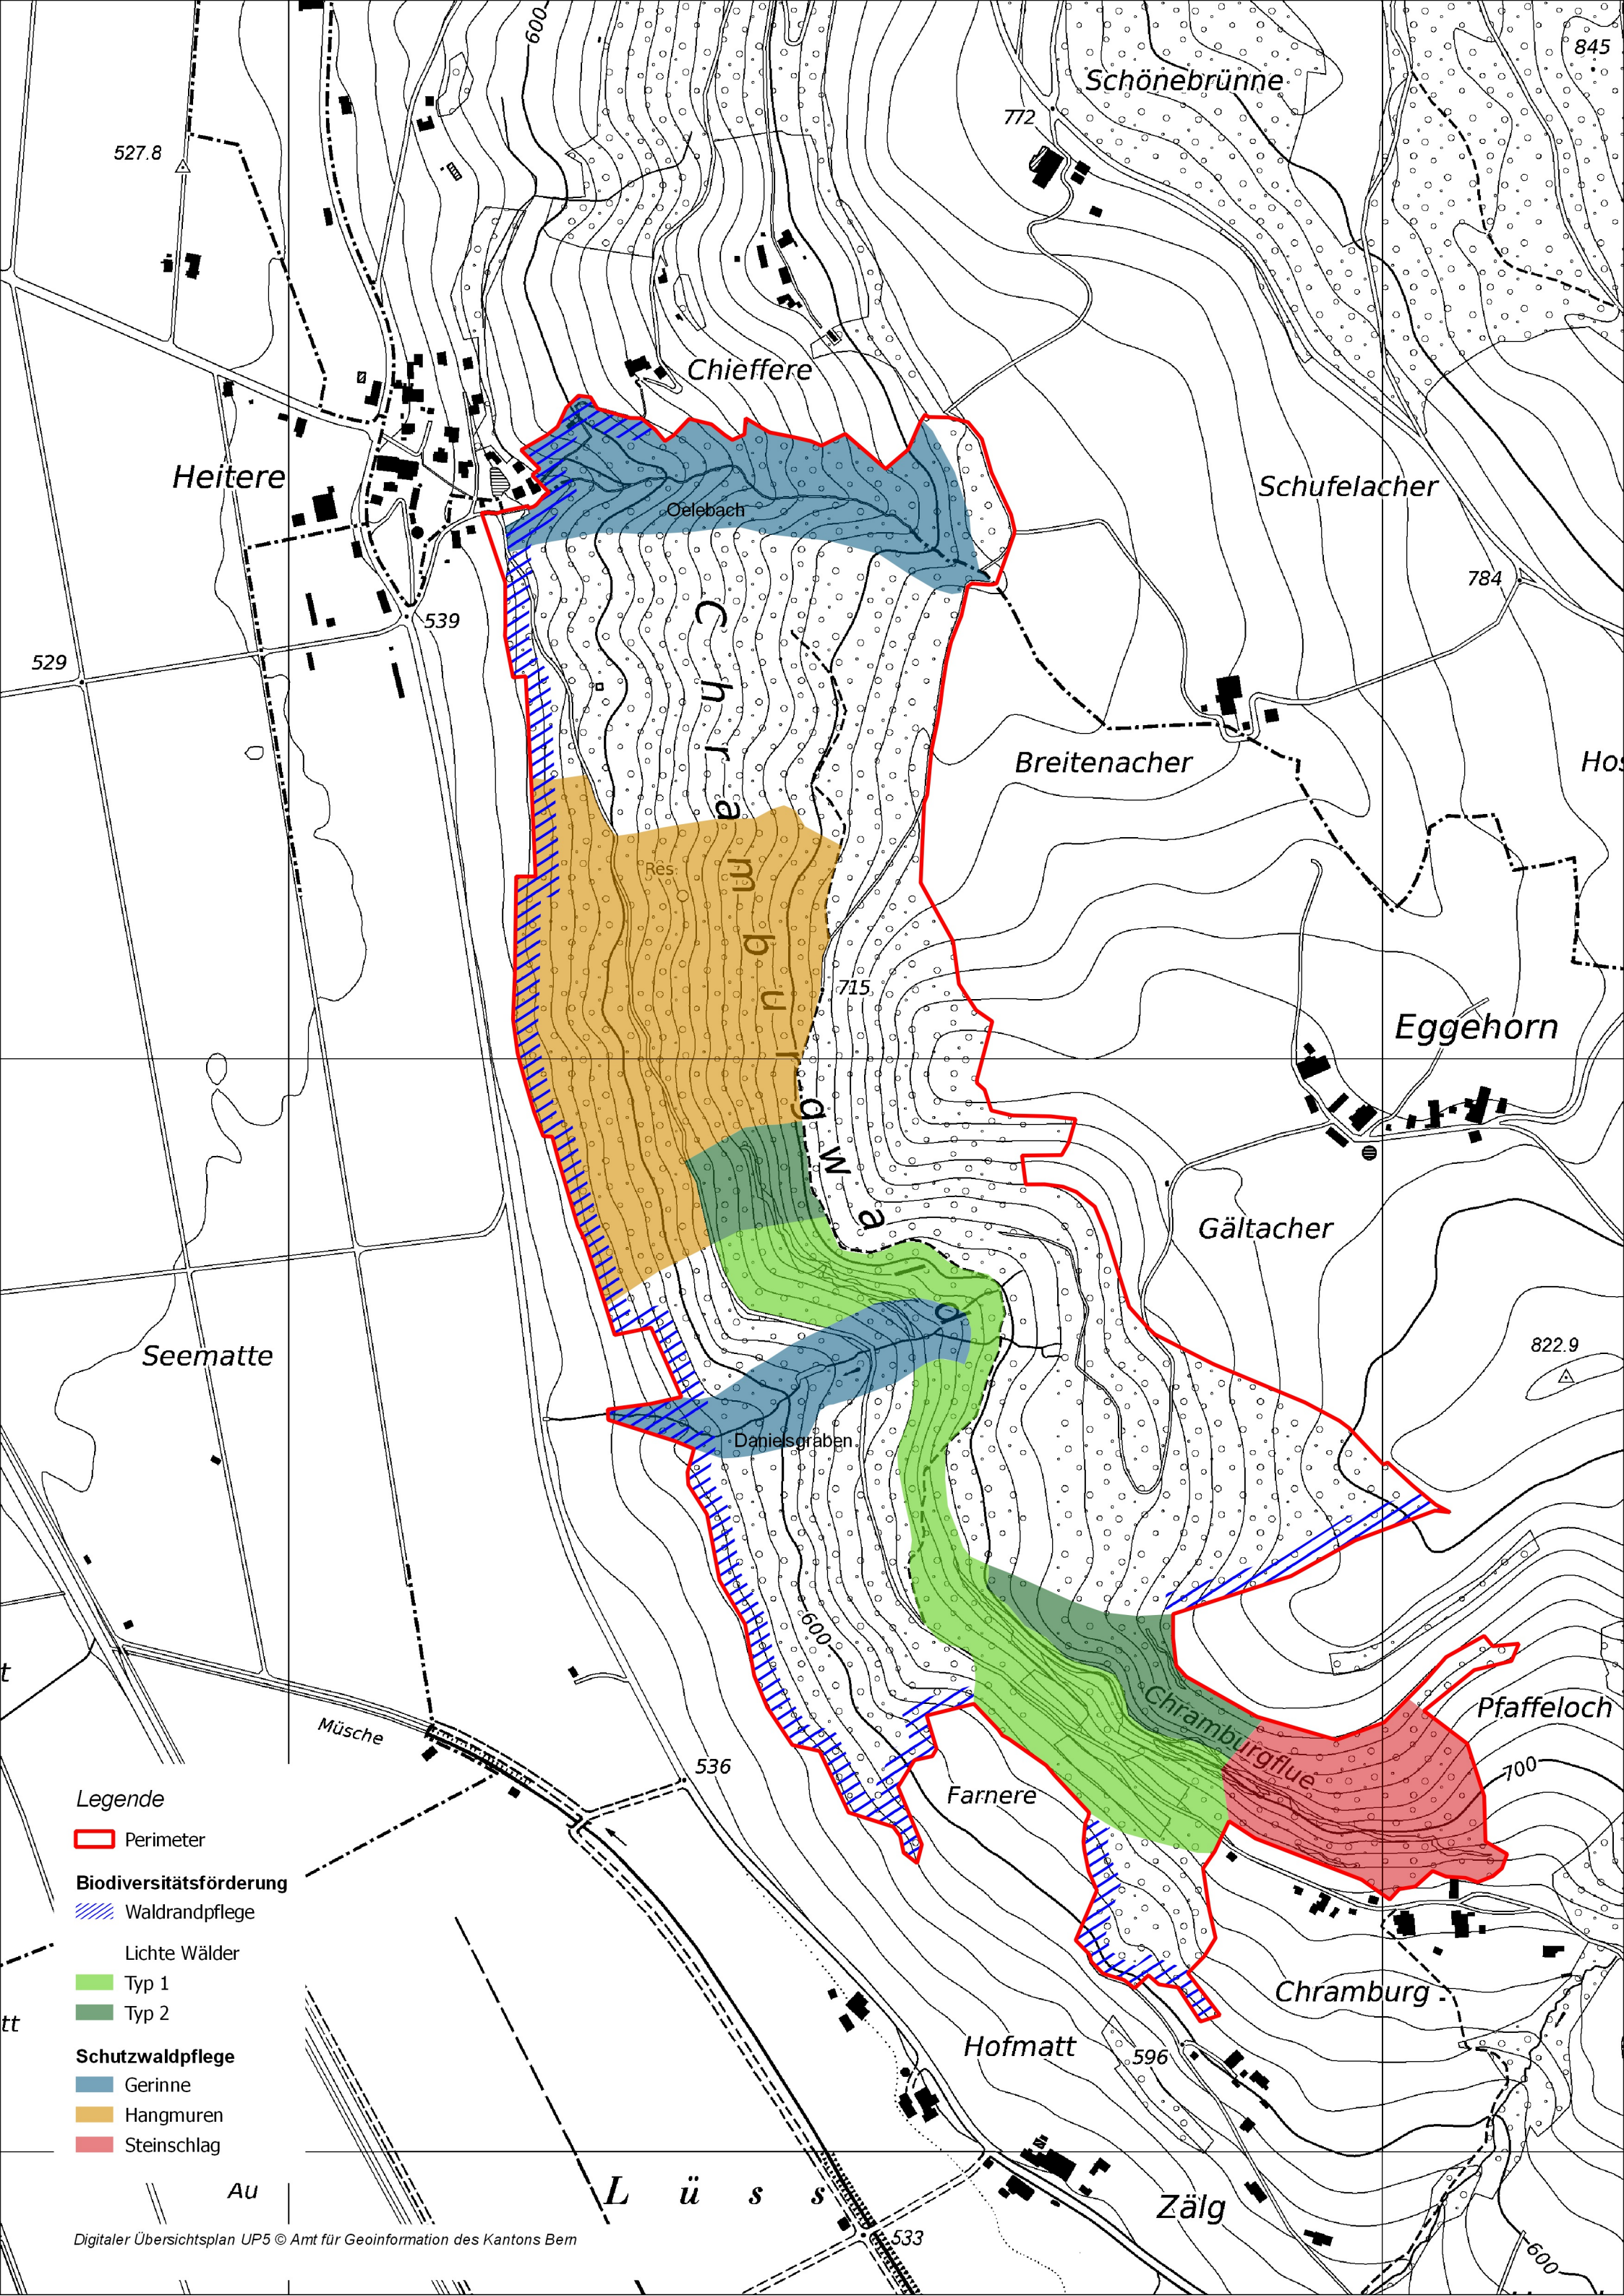 600
845
Schönebrünne
772
527.8
Chieffere
Heitere
Schufelacher
Oelebach
784
539
529
Chramburgwald
Breitenacher
Hos
Res
715
Eggehorn
Gältacher
Seematte
822.9
Danielsgraben
600
t
Chramburgflue
Pfaffeloch
Müsche
536
700
Farnere
Legende
Perimeter
Biodiversitätsförderung
Waldrandpflege
Lichte Wälder
Typ 1
Typ 2
Chramburg
tt
Hofmatt
596
Schutzwaldpflege
Gerinne
Hangmuren
Steinschlag
Au
Lüss
Zälg
Digitaler Übersichtsplan UP5 © Amt für Geoinformation des Kantons Bern
533
600